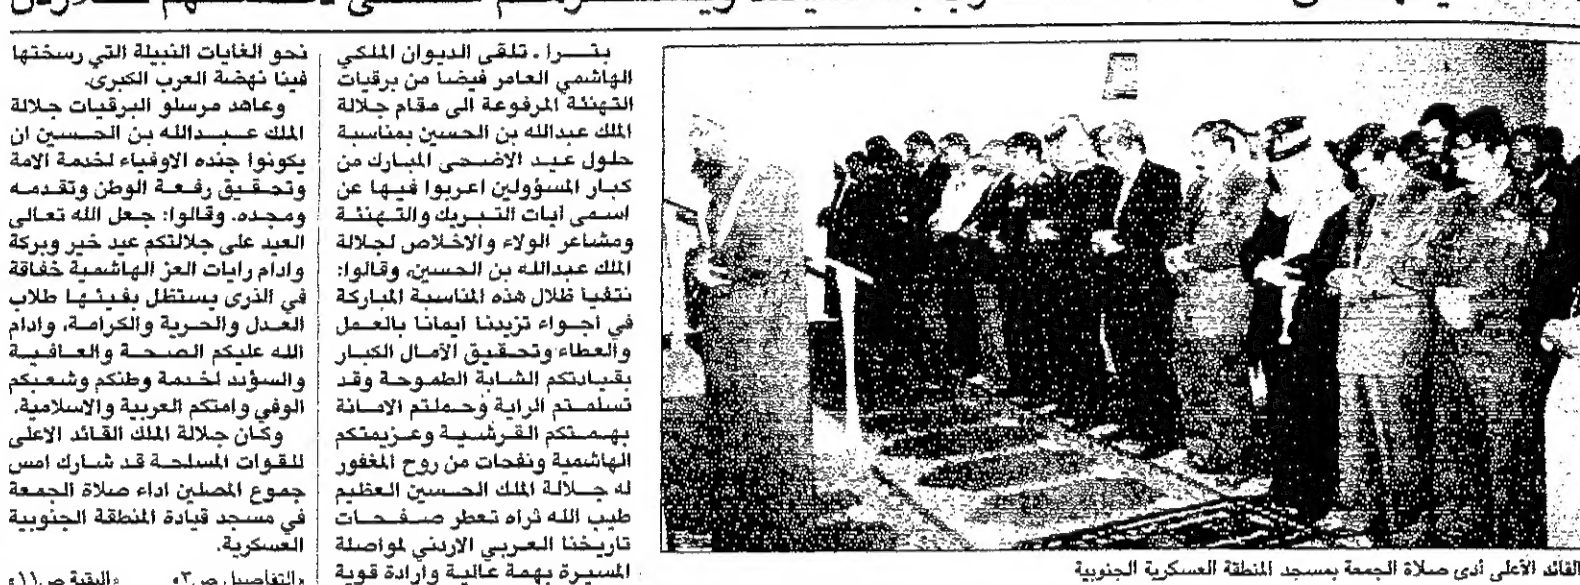 بتـــرا . تلقى الديوان الملكي
الهاشمي العامر فيضا من برقيات
التهنئة المرفوعة الى مقام جلالة
الملك عبدالله بن الحسين بمناسبة
حلول عيد الاضحى المبارك من
كبار المسؤولين اعربوا فيها عن
اسمى آيات التبريك والتهنئة
ومشاعر الولاء والاخلاص لجلالة
الملك عبدالله بن الحسين، وقالوا:
نتفيأ ظلال هذه المناسبة المباركة
في اجواء تزيدنا ايمانا بالعمل
والعطاء وتحقيق الآمال الكبار
بقيادتكم الشابة الطموحة وقد
تسلمتم الراية وحملتم الامانة
بهمتكم القرشية وعزيمتكم
الهاشمية ونفحات من روح المغفور
له جلالة الملك الحسين العظيم
طيب الله ثراه تعطر صفحات
تاريخنا العربي الاردني لمواصلة
المسيرة بهمة عالية وارادة قوية
نحو الغايات النبيلة التي رسختها
فينا نهضة العرب الكبرى.
وعاهد مرسلو البرقيات جلالة
الملك عبدالله بن الحسين ان
يكونوا جنده الاوفياء لخدمة الامة
وتحقيق رفعة الوطن وتقدمه
ومجده. وقالوا: جعل الله تعالى
العيد على جلالتكم عيد خير وبركة
وادام رايات العز الهاشمية خفاقة
في الذرى يستظل بفيئها طلاب
العدل والحرية والكرامة، وادام
الله عليكم الصحة والعافية
والسؤدد لخدمة وطنكم وشعبكم
الوفي وامتكم العربية والاسلامية.
وكان جلالة الملك القائد الاعلى
للقوات المسلحة قد شارك امس
جموع المصلين اداء صلاة الجمعة
في مسجد قيادة المنطقة الجنوبية
العسكرية.
«التفاصيل ص٣» «البقية ص١١»
القائد الأعلى أدى صلاة الجمعة بمسجد المنطقة العسكرية الجنوبية